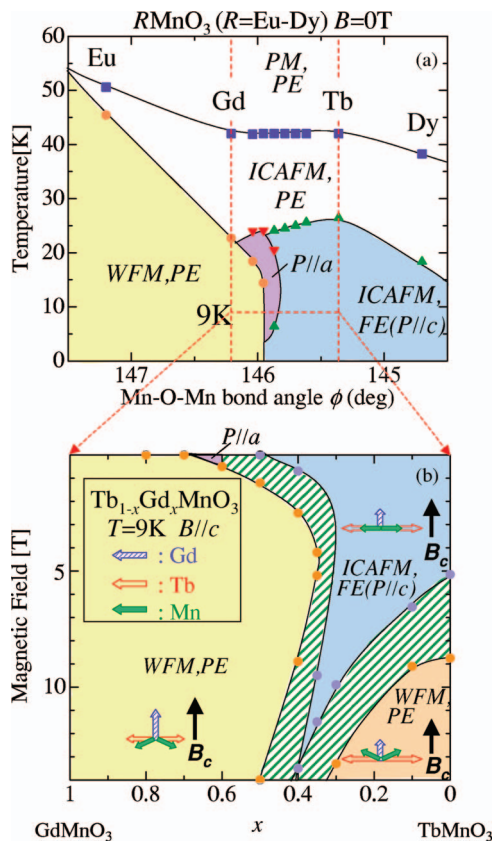 RMnO3 (R=Eu-Dy) B=0T
60
50
40
30
20
10
0
Temperature[K]
Eu
PM,
PE
(a)
Gd
Tb
Dy
ICAFM,
PE
WFM,PE
P//a
ICAFM,
FE(P//c)
9K
147
146
145
Mn-O-Mn bond angle ϕ (deg)
P//a
(b)
Tb1-xGdxMnO3
T=9K B//c
: Gd
: Tb
: Mn
Bc
ICAFM,
FE(P//c)
5
10
Magnetic Field [T]
WFM,PE
Bc
WFM,
PE
Bc
1
0.8
0.6
0.4
0.2
0
GdMnO3
x
TbMnO3